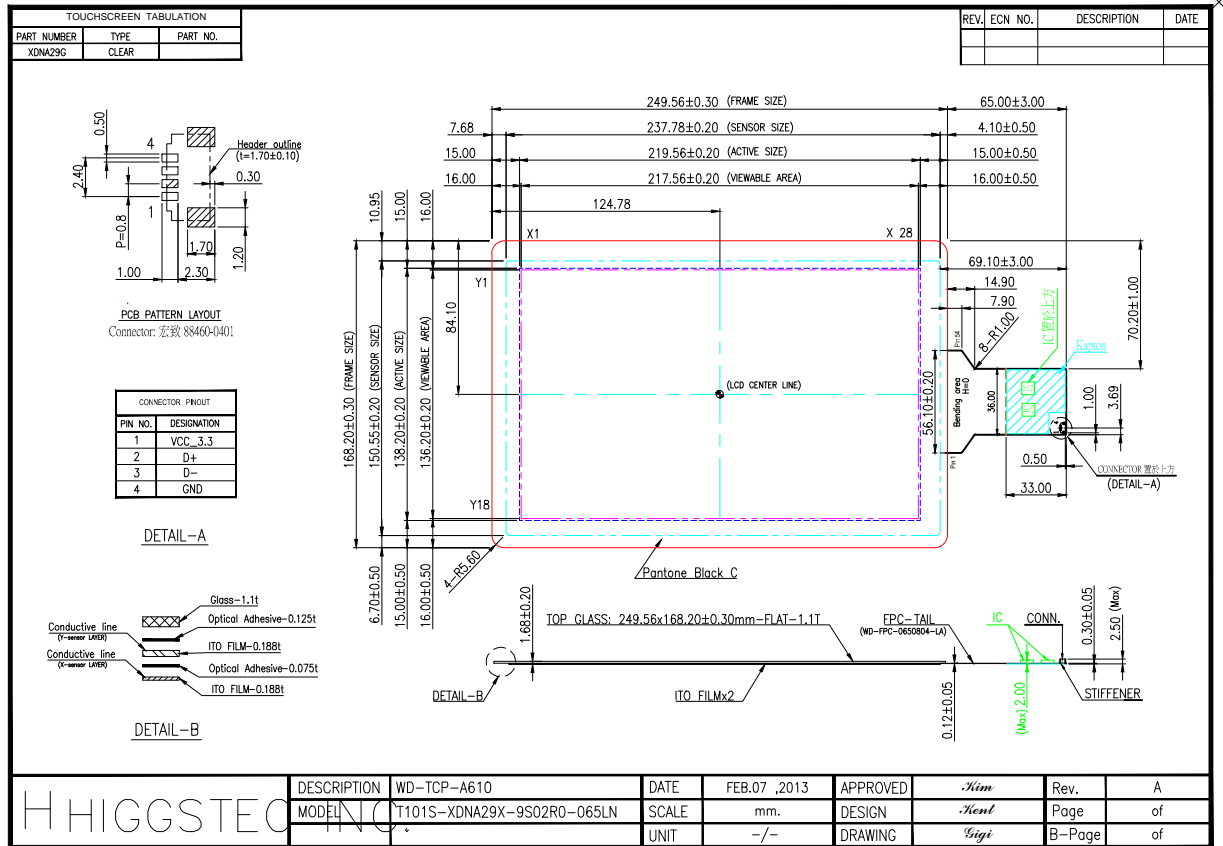 TOUCHSCREEN TABULATION
PART NUMBER TYPE PART NO.
XDNA29G CLEAR
REV. ECN NO. DESCRIPTION DATE
249.56±0.30 (FRAME SIZE) 65.00±3.00
7.68 237.78±0.20 (SENSOR SIZE) 4.10±0.50
15.00 219.56±0.20 (ACTIVE SIZE) 15.00±0.50
16.00 217.56±0.20 (VIEWABLE AREA) 16.00±0.50
124.78
10.95
15.00
16.00
X1
X 28
Y1
Y18
84.10
168.20±0.30 (FRAME SIZE)
150.55±0.20 (SENSOR SIZE)
138.20±0.20 (ACTIVE SIZE)
136.20±0.20 (VIEWABLE AREA)
6.70±0.50
15.00±0.50
16.00±0.50
4-R5.60
(LCD CENTER LINE)
Pantone Black C
69.10±3.00
14.90
7.90
8-R1.00
70.20±1.00
IC 置於上方
Kapton
Pin 54
Pin 1
Bending area
H=0
56.10±0.20
36.00
1.00
3.69
0.50
33.00
CONNECTOR 置於上方
(DETAIL-A)
0.50
4
2.40
P=0.8
1
Header outline
(t=1.70±0.10)
0.30
1.70
1.20
1.00
2.30
PCB PATTERN LAYOUT
Connector: 宏致 88460-0401
CONNECTOR PINOUT
PIN NO. DESIGNATION
1 VCC_3.3
2 D+
3 D-
4 GND
DETAIL-A
Glass-1.1t
Optical Adhesive-0.125t
Conductive line
(Y-sensor LAYER)
ITO FILM-0.188t
Conductive line
(X-sensor LAYER)
Optical Adhesive-0.075t
ITO FILM-0.188t
DETAIL-B
1.68±0.20
TOP GLASS: 249.56x168.20±0.30mm-FLAT-1.1T
DETAIL-B
ITO FILMx2
FPC-TAIL
(WD-FPC-0650804-LA)
0.12±0.05
IC
CONN.
(Max) 2.00
0.30±0.05
2.50 (Max)
STIFFENER
H HIGGSTEC INC.
DESCRIPTION WD-TCP-A610 DATE FEB.07 ,2013 APPROVED Kim Rev. A
MODEL T101S-XDNA29X-9S02R0-065LN SCALE mm. DESIGN Kent Page of
UNIT -/- DRAWING Gigi B-Page of